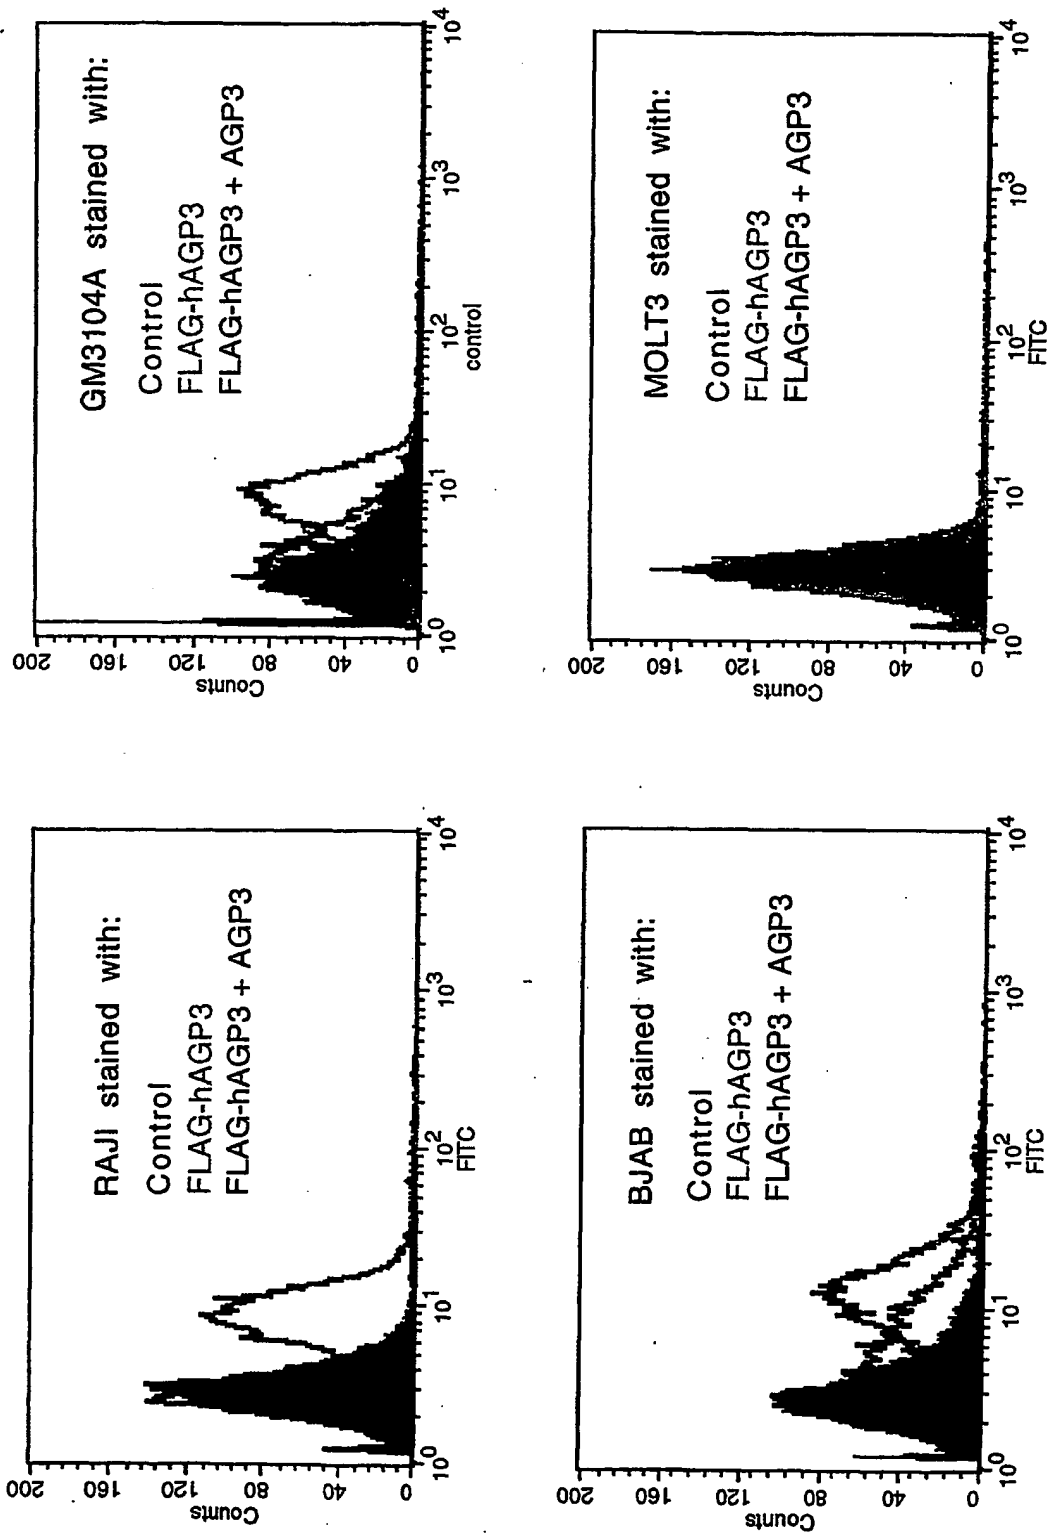 RAJI stained with:
Control
FLAG-hAGP3
FLAG-hAGP3 + AGP3
Counts
200
160
120
80
40
0
10^0
10^1
10^2
10^3
10^4
FITC
GM3104A stained with:
Control
FLAG-hAGP3
FLAG-hAGP3 + AGP3
Counts
200
160
120
80
40
0
10^0
10^1
10^2
10^3
10^4
control
BJAB stained with:
Control
FLAG-hAGP3
FLAG-hAGP3 + AGP3
Counts
200
160
120
80
40
0
10^0
10^1
10^2
10^3
10^4
FITC
MOLT3 stained with:
Control
FLAG-hAGP3
FLAG-hAGP3 + AGP3
Counts
200
160
120
80
40
0
10^0
10^1
10^2
10^3
10^4
FITC